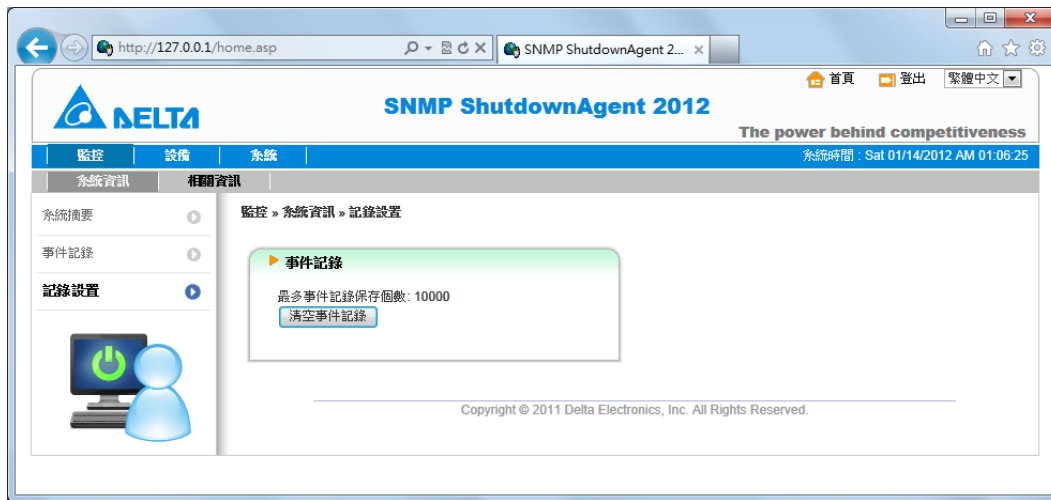 http://127.0.0.1/home.asp
SNMP ShutdownAgent 2...
首頁
登出
繁體中文
DELTA
SNMP ShutdownAgent 2012
The power behind competitiveness
監控
設備
系統
系統時間 : Sat 01/14/2012 AM 01:06:25
系統資訊
相關資訊
系統摘要
事件記錄
記錄設置
監控 » 系統資訊 » 記錄設置
事件記錄
最多事件記錄保存個數: 10000
清空事件記錄
Copyright © 2011 Delta Electronics, Inc. All Rights Reserved.